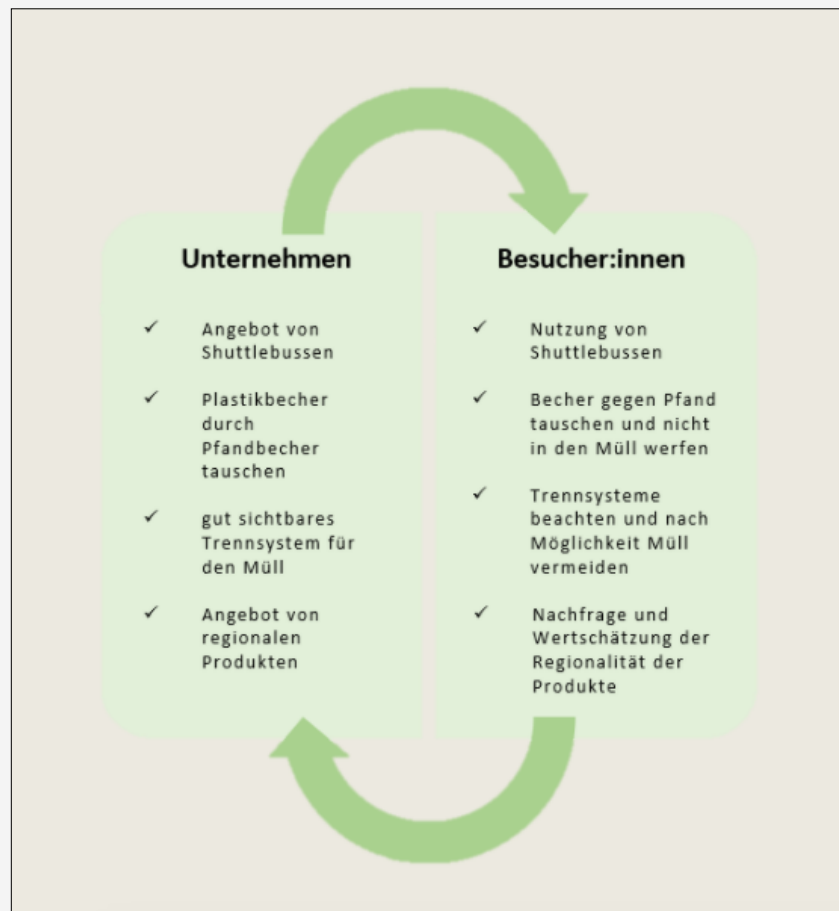 Unternehmen
✓ Angebot von
Shuttlebussen
✓ Plastikbecher
durch
Pfandbecher
tauschen
✓ gut sichtbares
Trennsystem für
den Müll
✓ Angebot von
regionalen
Produkten
Besucher:innen
✓ Nutzung von
Shuttlebussen
✓ Becher gegen Pfand
tauschen und nicht
in den Müll werfen
✓ Trennsysteme
beachten und nach
Möglichkeit Müll
vermeiden
✓ Nachfrage und
Wertschätzung der
Regionalität der
Produkte